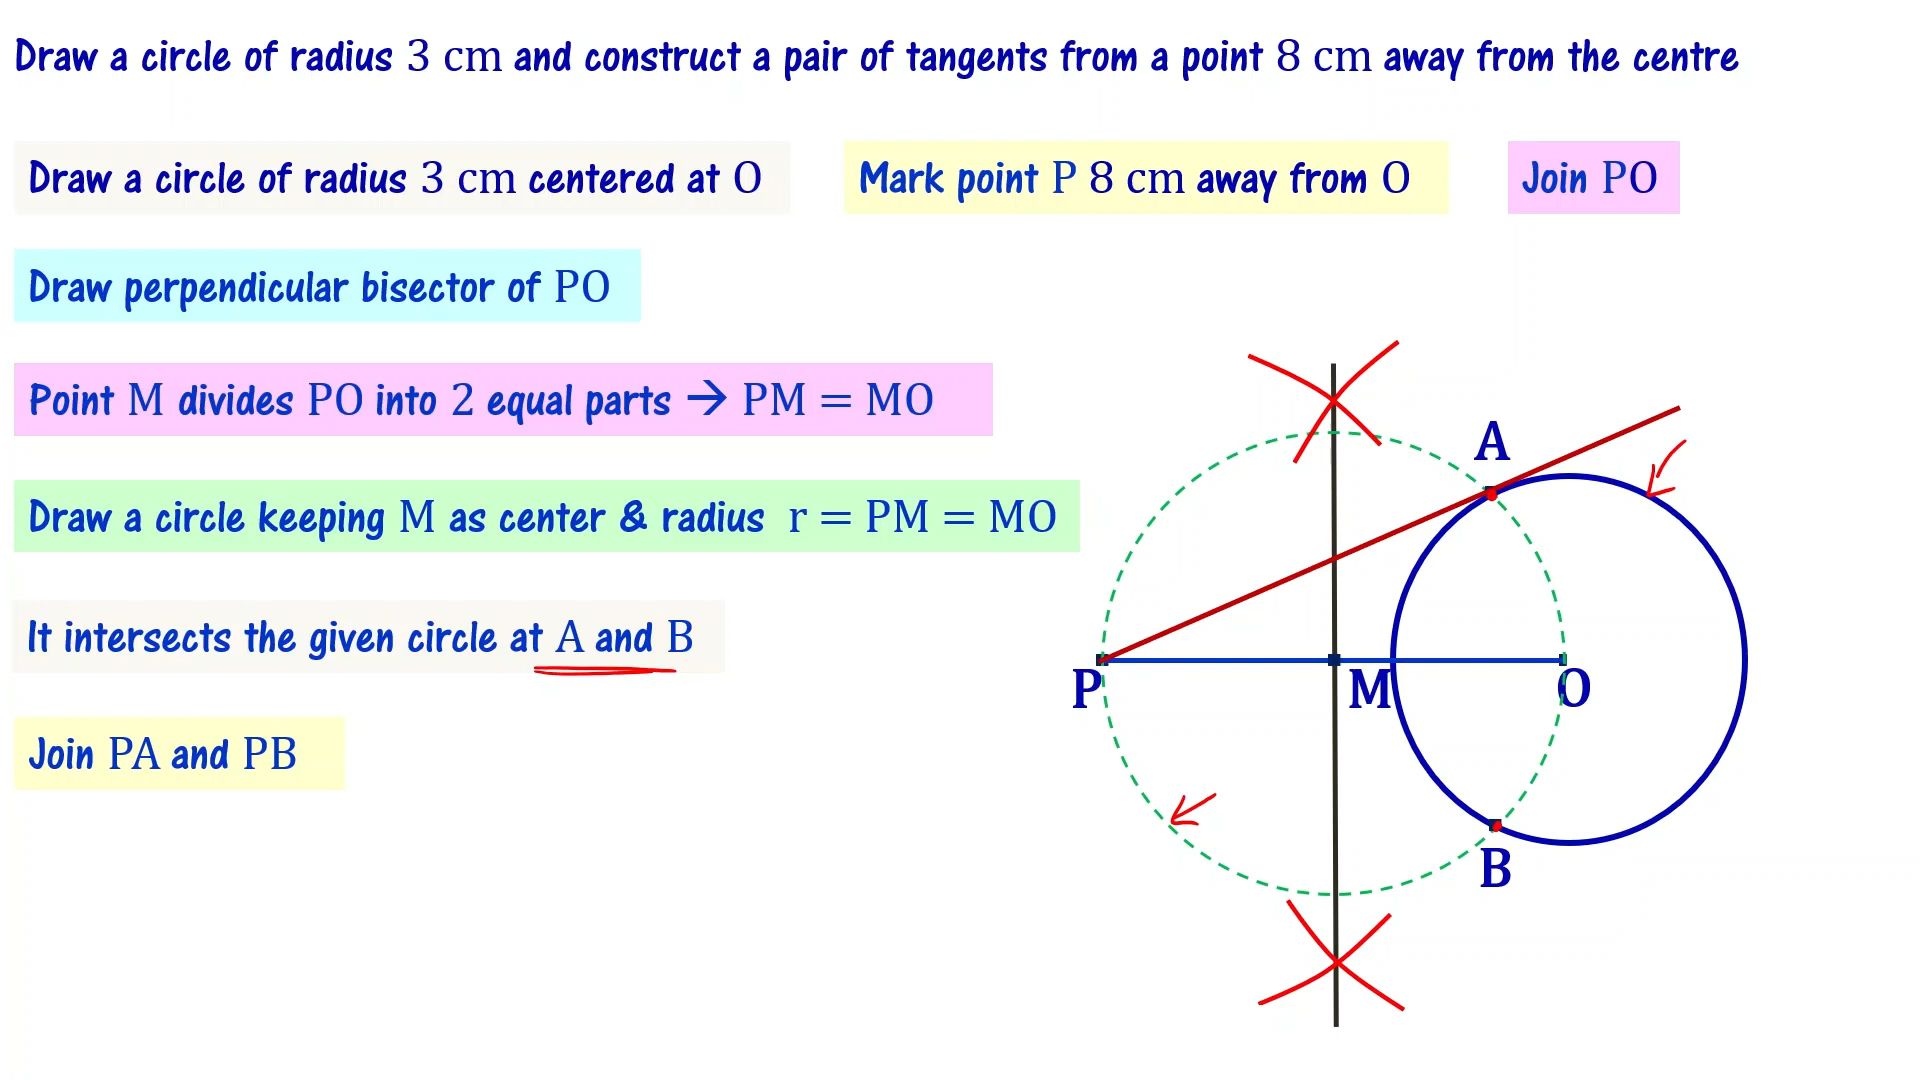 Draw a circle of radius 3 cm and construct a pair of tangents from a point 8 cm away from the centre
Draw a circle of radius 3 cm centered at O
Mark point P 8 cm away from O
Join PO
Draw perpendicular bisector of PO
Point M divides PO into 2 equal parts → PM = MO
Draw a circle keeping M as center & radius r = PM = MO
It intersects the given circle at A and B
Join PA and PB
A
P
M
O
B